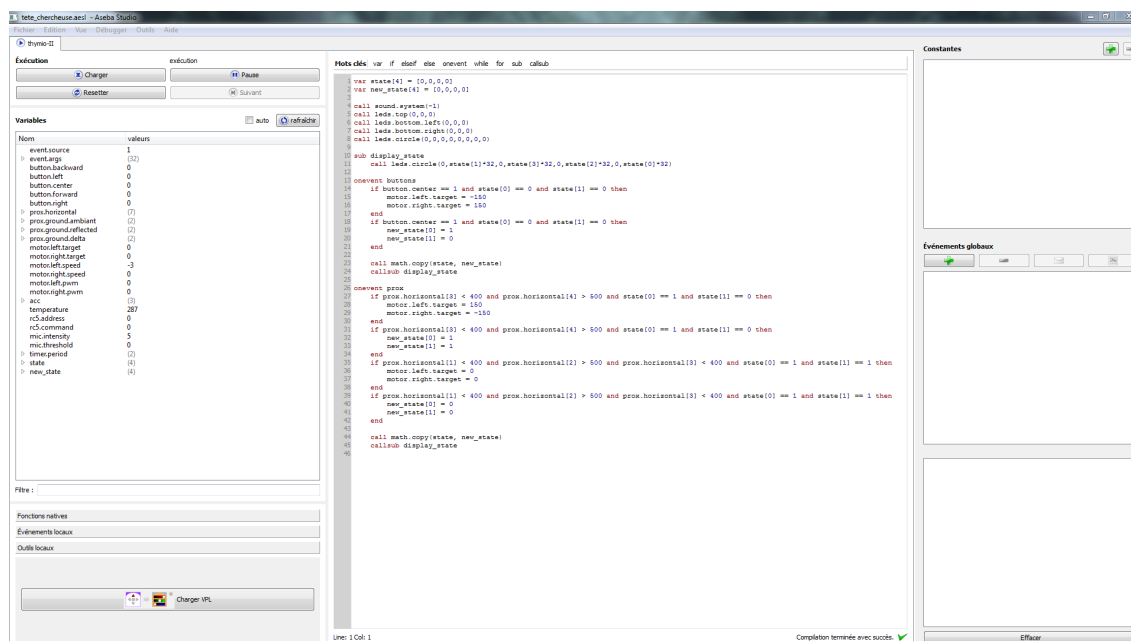 tete_chercheuse.aesl - Aseba Studio
Fichier Edition Vue Débugger Outils Aide
thymio-II
Éxécution
exécution
Charger
Pause
Resetter
Suivant
Variables
auto
rafraîchir
Nom valeurs
event.source 1
event.args (32)
button.backward 0
button.left 0
button.center 0
button.forward 0
button.right 0
prox.horizontal (7)
prox.ground.ambiant (2)
prox.ground.reflected (2)
prox.ground.delta (2)
motor.left.target 0
motor.right.target 0
motor.left.speed -3
motor.right.speed 0
motor.left.pwm 0
motor.right.pwm 0
acc (3)
temperature 287
rc5.address 0
rc5.command 0
mic.intensity 5
mic.threshold 0
timer.period (2)
state (4)
new_state (4)
Filtre :
Fonctions natives
Événements locaux
Outils locaux
Charger VPL
Mots clés var if elseif else onevent while for sub callsub
1 var state[4] = [0,0,0,0]
2 var new_state[4] = [0,0,0,0]
3
4 call sound.system(-1)
5 call leds.top(0,0,0)
6 call leds.bottom.left(0,0,0)
7 call leds.bottom.right(0,0,0)
8 call leds.circle(0,0,0,0,0,0,0,0)
9
10 sub display_state
11 call leds.circle(0,state[1]*32,0,state[3]*32,0,state[2]*32,0,state[0]*32)
12
13 onevent buttons
14 if button.center == 1 and state[0] == 0 and state[1] == 0 then
15 motor.left.target = -150
16 motor.right.target = 150
17 end
18 if button.center == 1 and state[0] == 0 and state[1] == 0 then
19 new_state[0] = 1
20 new_state[1] = 0
21 end
22
23 call math.copy(state, new_state)
24 callsub display_state
25
26 onevent prox
27 if prox.horizontal[3] < 400 and prox.horizontal[4] > 500 and state[0] == 1 and state[1] == 0 then
28 motor.left.target = 150
29 motor.right.target = -150
30 end
31 if prox.horizontal[3] < 400 and prox.horizontal[4] > 500 and state[0] == 1 and state[1] == 0 then
32 new_state[0] = 1
33 new_state[1] = 1
34 end
35 if prox.horizontal[1] < 400 and prox.horizontal[2] > 500 and prox.horizontal[3] < 400 and state[0] == 1 and state[1] == 1 then
36 motor.left.target = 0
37 motor.right.target = 0
38 end
39 if prox.horizontal[1] < 400 and prox.horizontal[2] > 500 and prox.horizontal[3] < 400 and state[0] == 1 and state[1] == 1 then
40 new_state[0] = 0
41 new_state[1] = 0
42 end
43
44 call math.copy(state, new_state)
45 callsub display_state
46
Line: 1 Col: 1
Compilation terminée avec succès.
Constantes
Événements globaux
Effacer